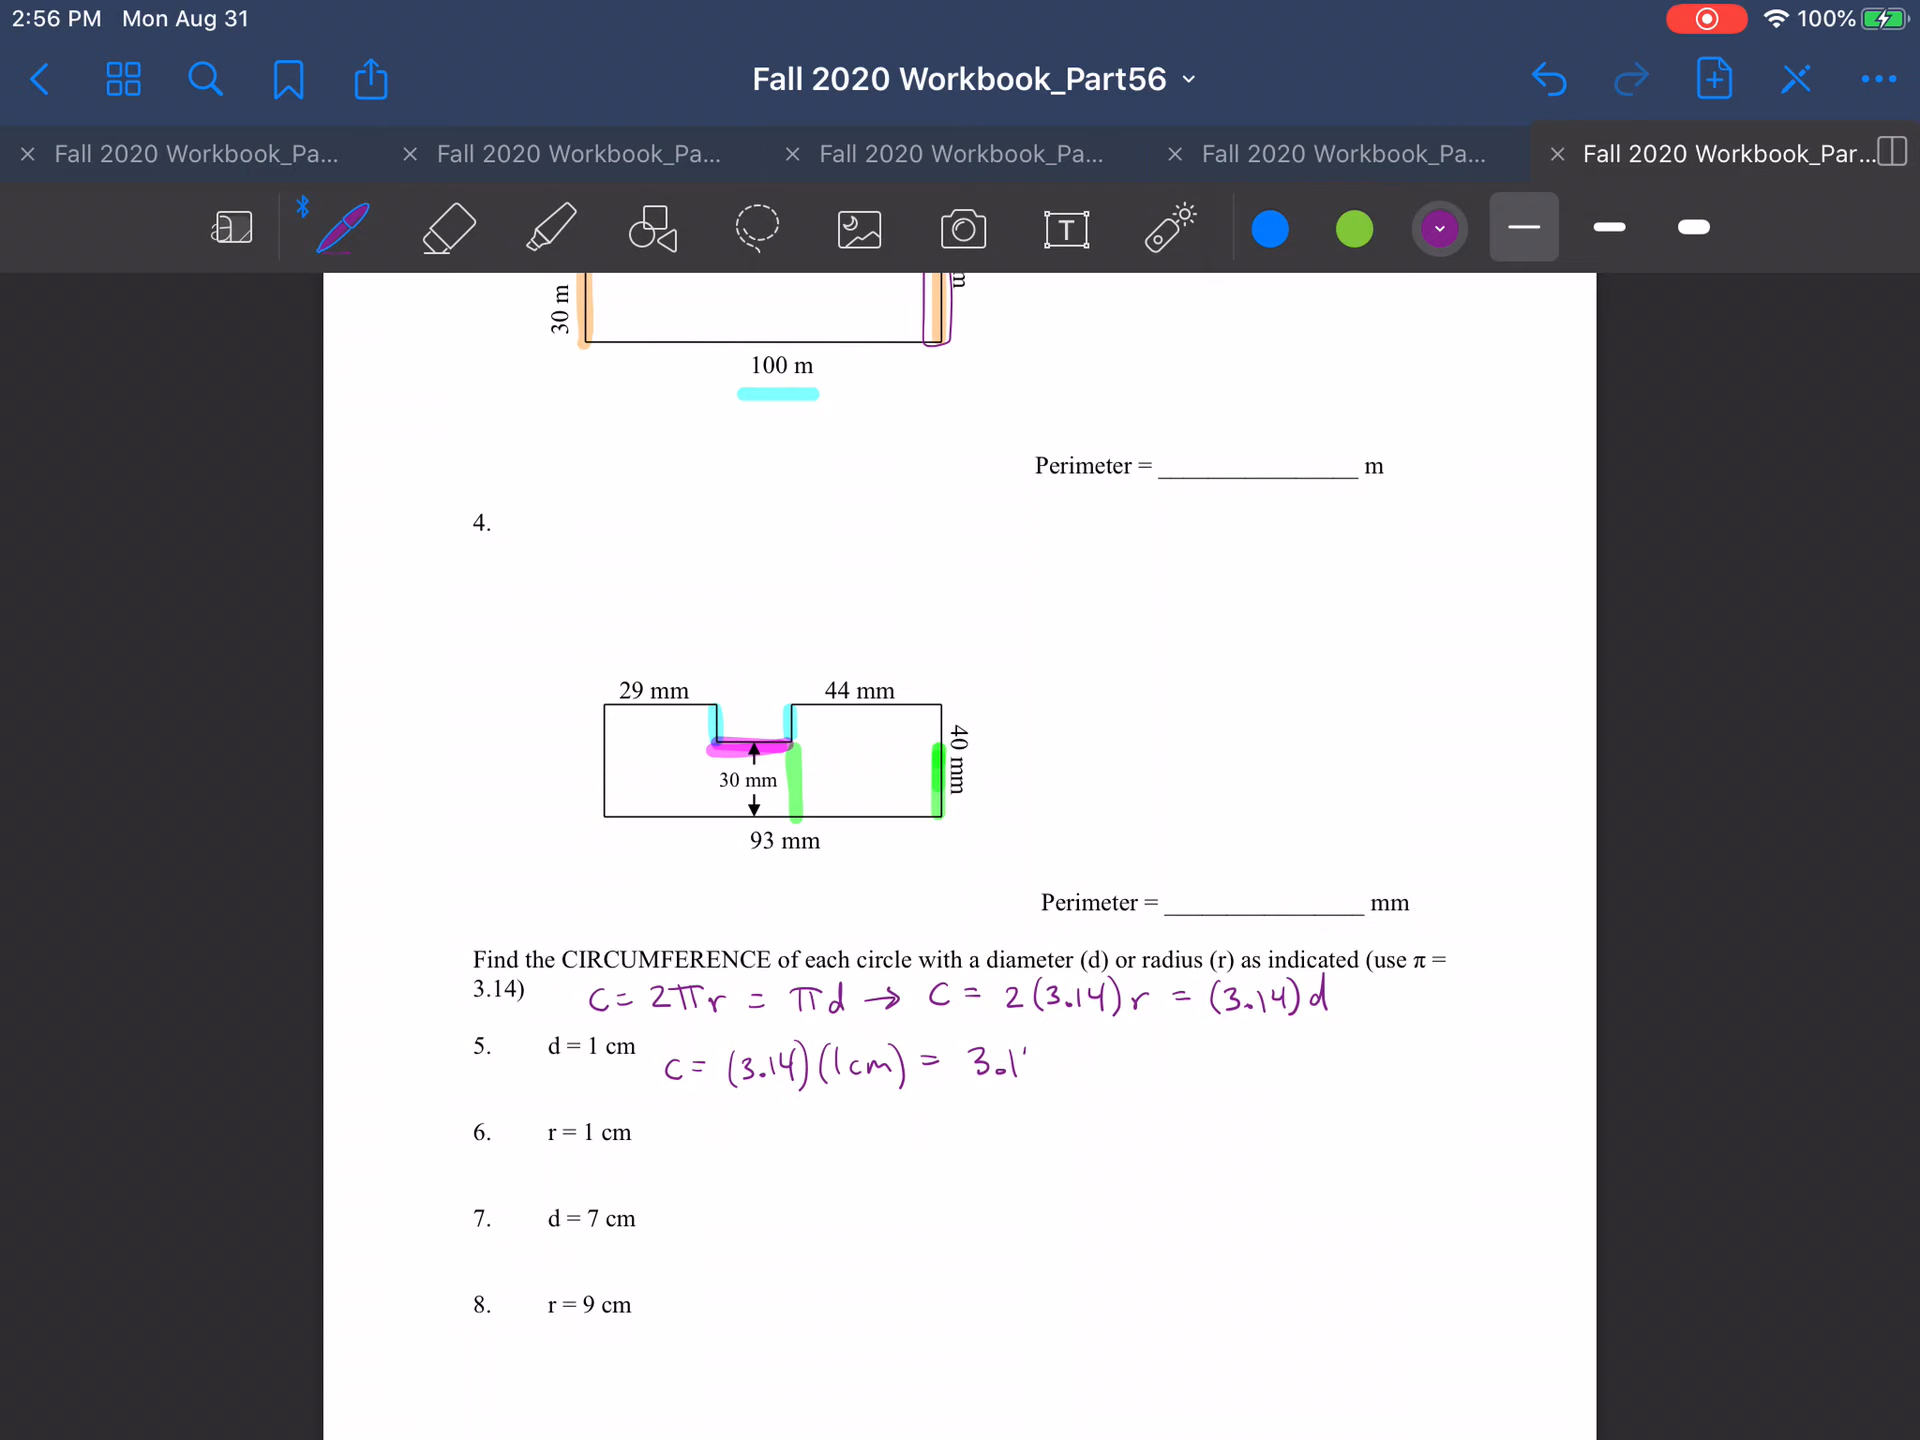 2:56 PM Mon Aug 31
100%
Fall 2020 Workbook_Part56
Fall 2020 Workbook_Pa...
Fall 2020 Workbook_Pa...
Fall 2020 Workbook_Pa...
Fall 2020 Workbook_Pa...
Fall 2020 Workbook_Par...
T
30 m
m
100 m
Perimeter = ________________ m
4.
29 mm
44 mm
40 mm
30 mm
93 mm
Perimeter = ________________ mm
Find the CIRCUMFERENCE of each circle with a diameter (d) or radius (r) as indicated (use π =
3.14)
C = 2πr = πd → C = 2(3.14)r = (3.14)d
5. d = 1 cm
C = (3.14)(1cm) = 3.1'
6. r = 1 cm
7. d = 7 cm
8. r = 9 cm